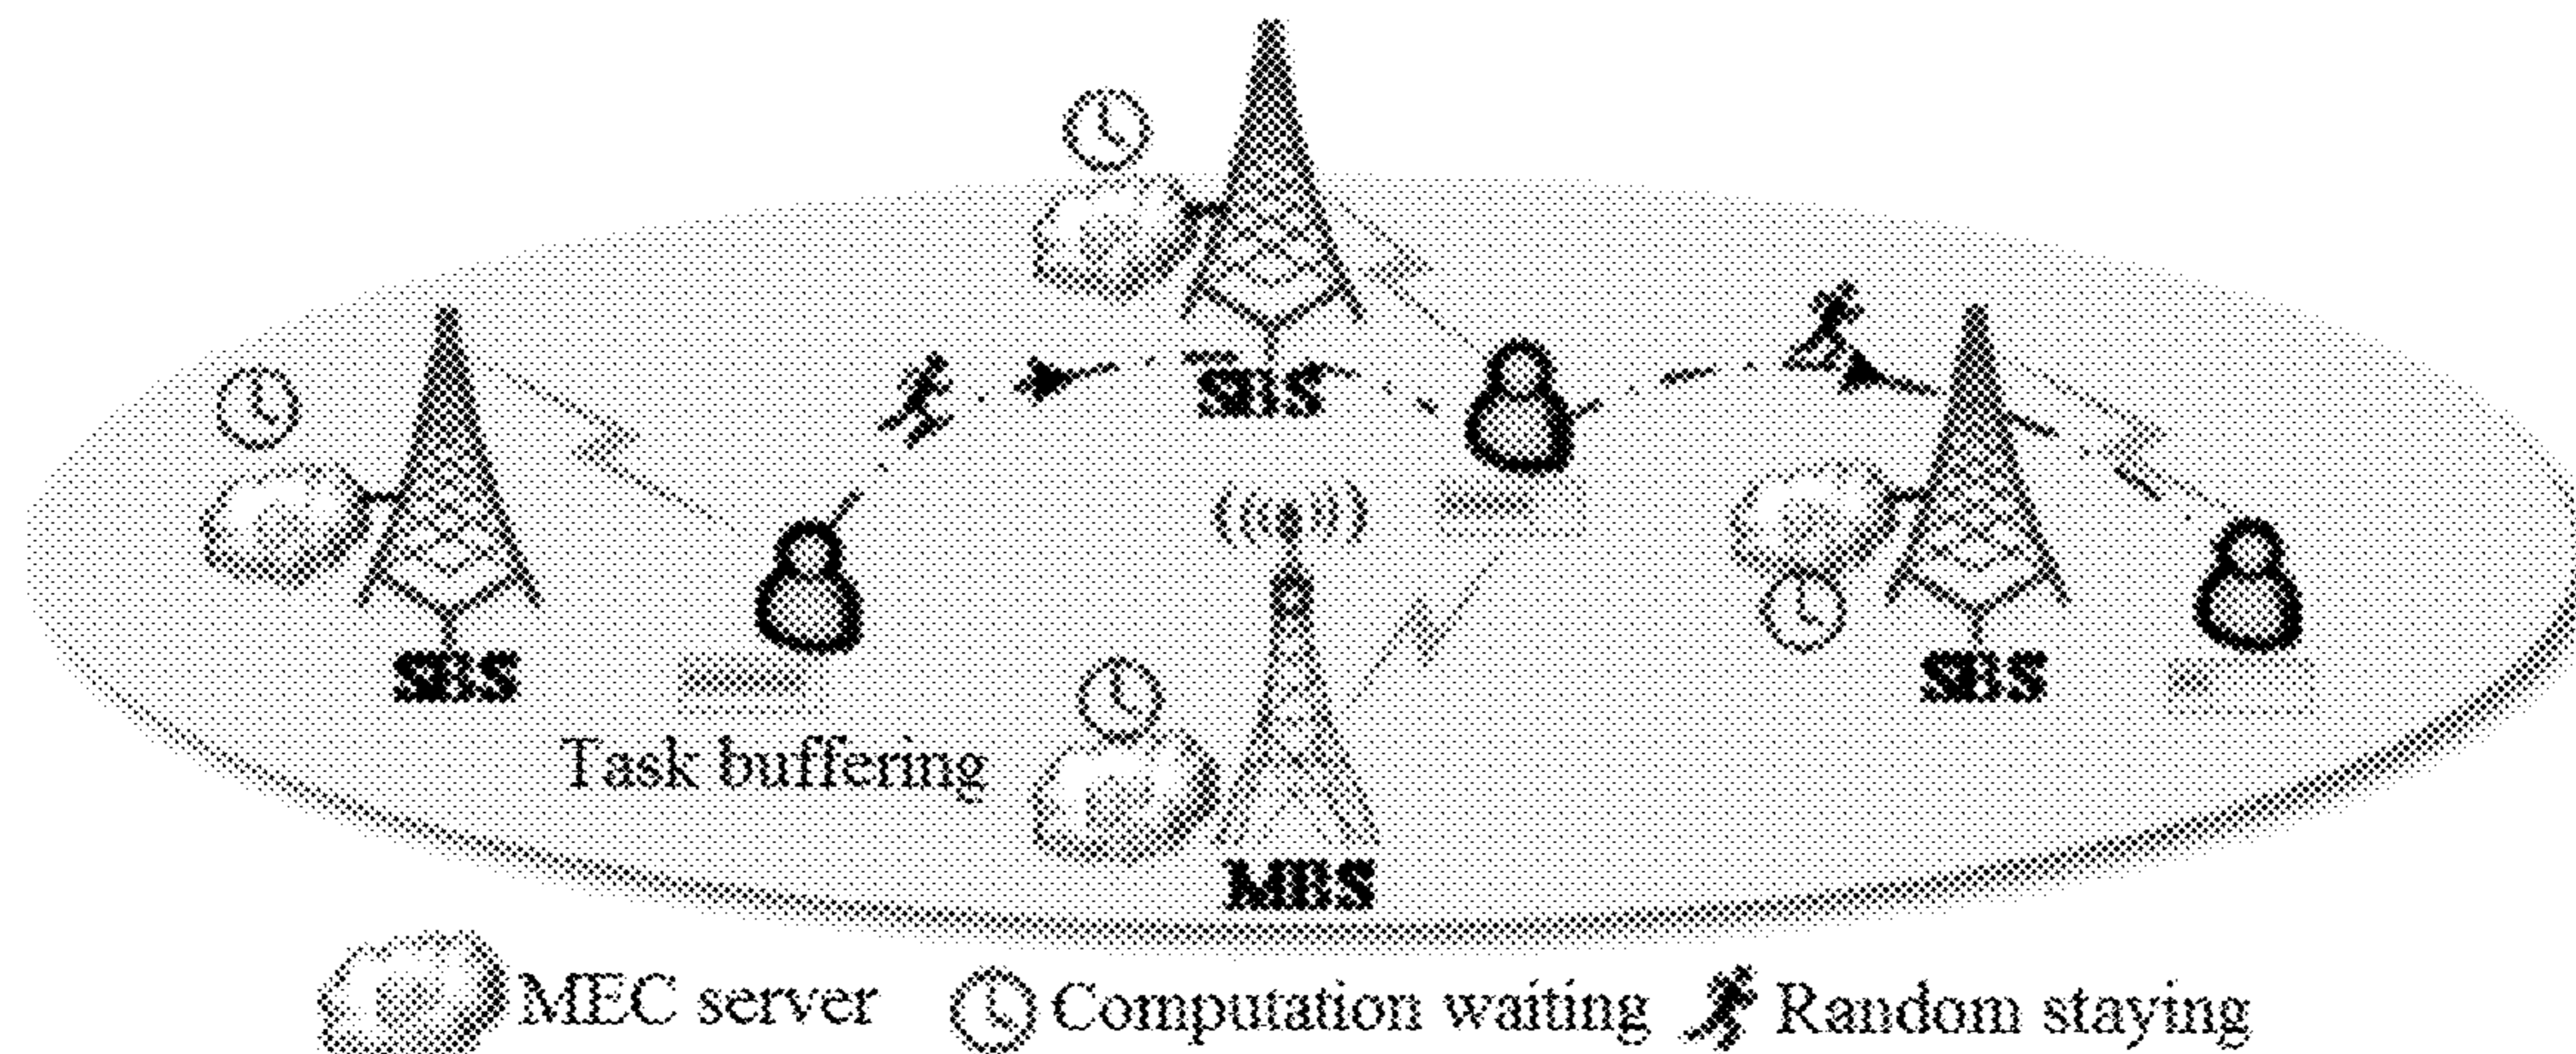 SBS
SBS
SBS
Task buffering
MBS
MEC server
Computation waiting
Random staying